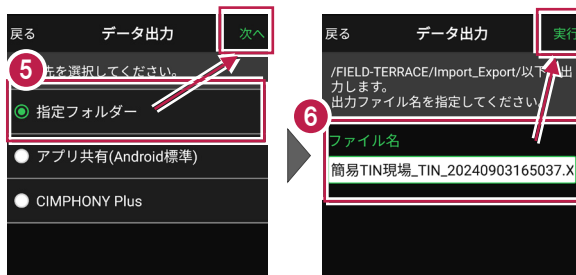 戻る データ出力 次へ
5
先を選択してください。
指定フォルダー
アプリ共有(Android標準)
CIMPHONY Plus
戻る データ出力 実行
/FIELD-TERRACE/Import_Export/以下 出
力します。
出力ファイル名を指定してください
6
ファイル名
簡易TIN現場_TIN_20240903165037.X